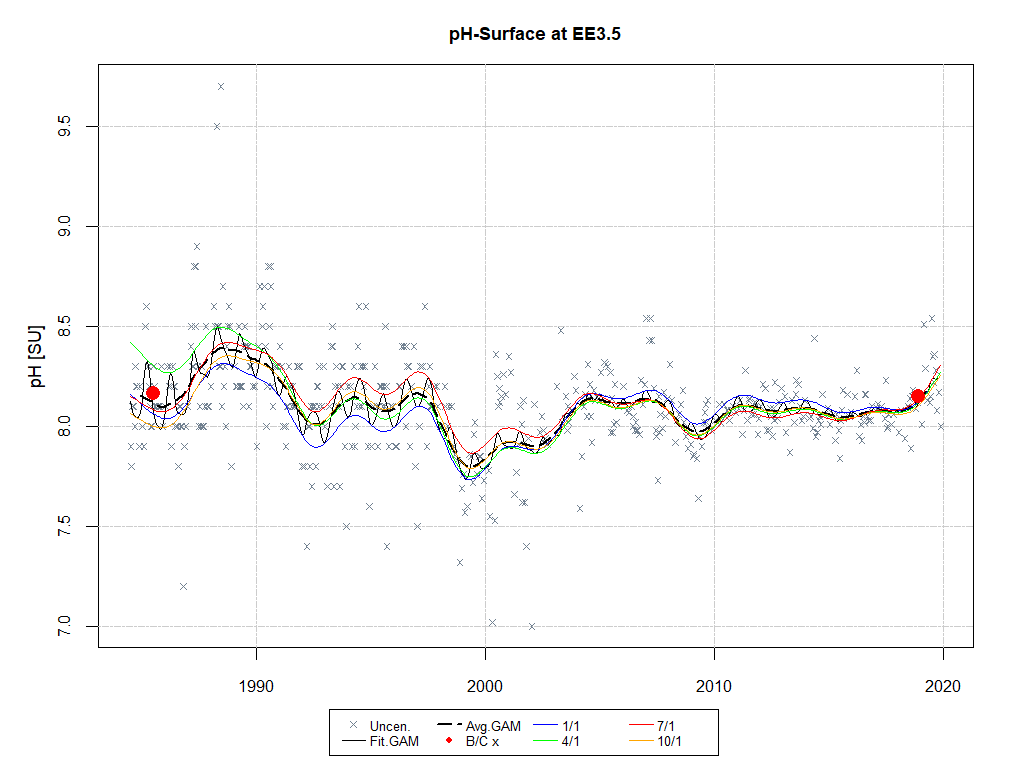 pH-Surface at EE3.5
pH [SU]
9.5
9.0
8.5
8.0
7.5
7.0
1990 2000 2010 2020
Uncen. Avg.GAM 1/1 7/1
Fit.GAM B/C x 4/1 10/1